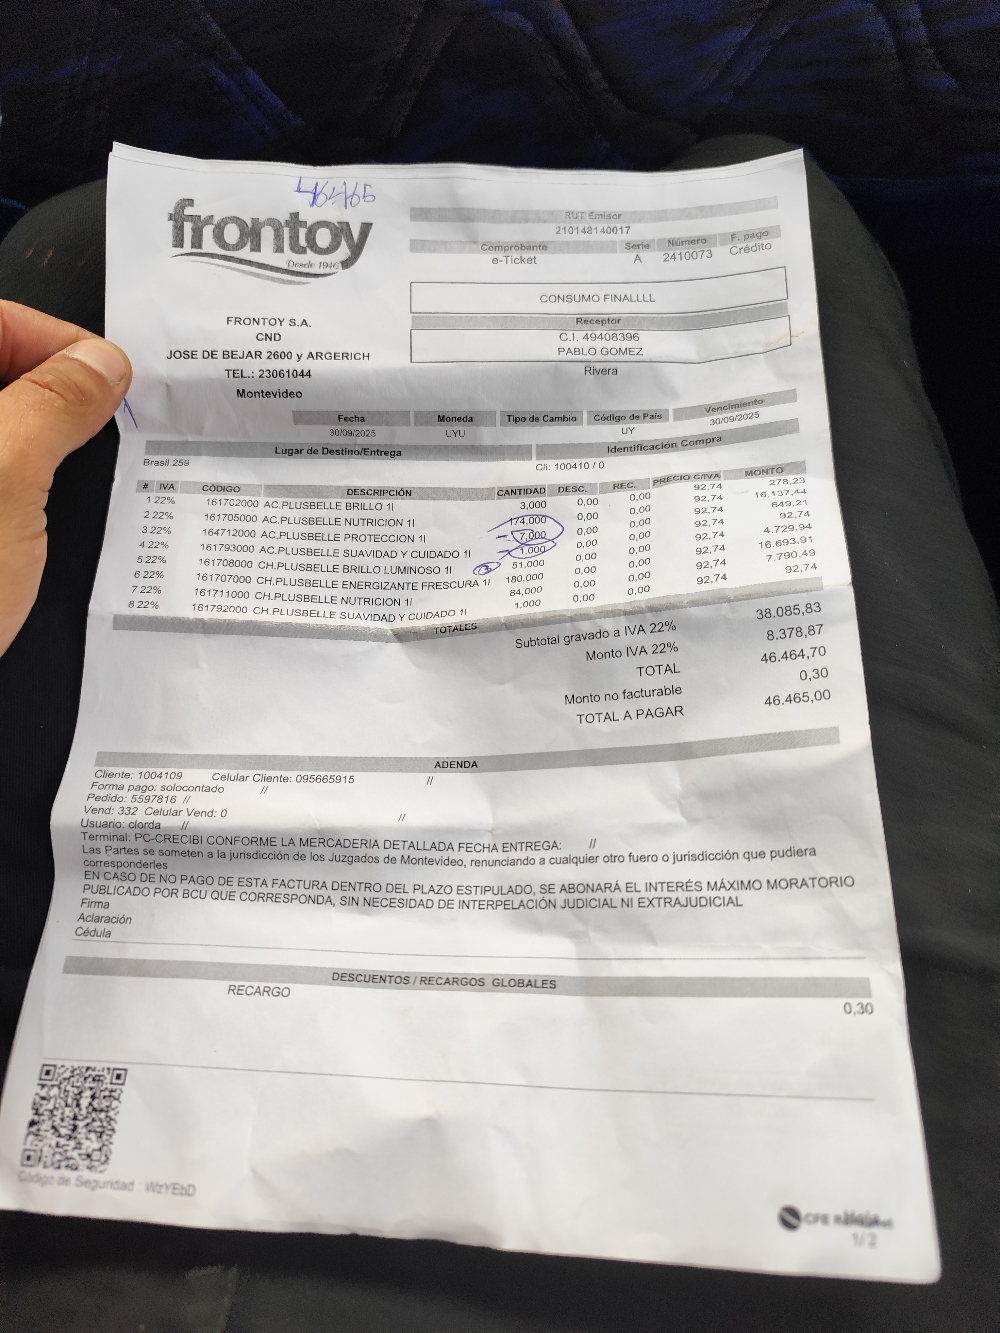 46465
frontoy
Desde 1946
RUT Emisor
210148140017
Comprobante Serie Número F. pago
e-Ticket A 2410073 Crédito
CONSUMO FINALLLL
Receptor
C.I. 49408396
PABLO GOMEZ
Rivera
FRONTOY S.A.
CND
JOSE DE BEJAR 2600 y ARGERICH
TEL.: 23061044
Montevideo
Fecha Moneda Tipo de Cambio Código de País Vencimiento
30/09/2025 UYU UY 30/09/2025
Lugar de Destino/Entrega Identificación Compra
Brasil 259 Cli: 100410 / 0
# IVA CÓDIGO DESCRIPCIÓN CANTIDAD DESC. REC. PRECIO C/IVA MONTO
1 22% 161702000 AC.PLUSBELLE BRILLO 1l 3,000 0,00 0,00 92,74 278,23
2 22% 161705000 AC.PLUSBELLE NUTRICION 1l 174,000 0,00 0,00 92,74 16.137,44
3 22% 164712000 AC.PLUSBELLE PROTECCION 1l 7,000 0,00 0,00 92,74 649,21
4 22% 161793000 AC.PLUSBELLE SUAVIDAD Y CUIDADO 1l 1,000 0,00 0,00 92,74 92,74
5 22% 161708000 CH.PLUSBELLE BRILLO LUMINOSO 1l 51,000 0,00 0,00 92,74 4.729,94
6 22% 161707000 CH.PLUSBELLE ENERGIZANTE FRESCURA 1l 180,000 0,00 0,00 92,74 16.693,91
7 22% 161711000 CH.PLUSBELLE NUTRICION 1l 84,000 0,00 0,00 92,74 7.790,49
8 22% 161792000 CH.PLUSBELLE SUAVIDAD Y CUIDADO 1l 1,000 0,00 0,00 92,74 92,74
TOTALES
Subtotal gravado a IVA 22% 38.085,83
Monto IVA 22% 8.378,87
TOTAL 46.464,70
Monto no facturable 0,30
TOTAL A PAGAR 46.465,00
ADENDA
Cliente: 1004109 Celular Cliente: 095665915 //
Forma pago: solocontado //
Pedido: 5597816 //
Vend: 332 Celular Vend: 0 //
Usuario: clorda //
Terminal: PC-CRECIBI CONFORME LA MERCADERIA DETALLADA FECHA ENTREGA: //
Las Partes se someten a la jurisdicción de los Juzgados de Montevideo, renunciando a cualquier otro fuero o jurisdicción que pudiera
corresponderles
EN CASO DE NO PAGO DE ESTA FACTURA DENTRO DEL PLAZO ESTIPULADO, SE ABONARÁ EL INTERÉS MÁXIMO MORATORIO
PUBLICADO POR BCU QUE CORRESPONDA, SIN NECESIDAD DE INTERPELACIÓN JUDICIAL NI EXTRAJUDICIAL
Firma
Aclaración
Cédula
DESCUENTOS / RECARGOS GLOBALES
RECARGO 0,30
Código de Seguridad WzYEbD
CFE
1/ 2